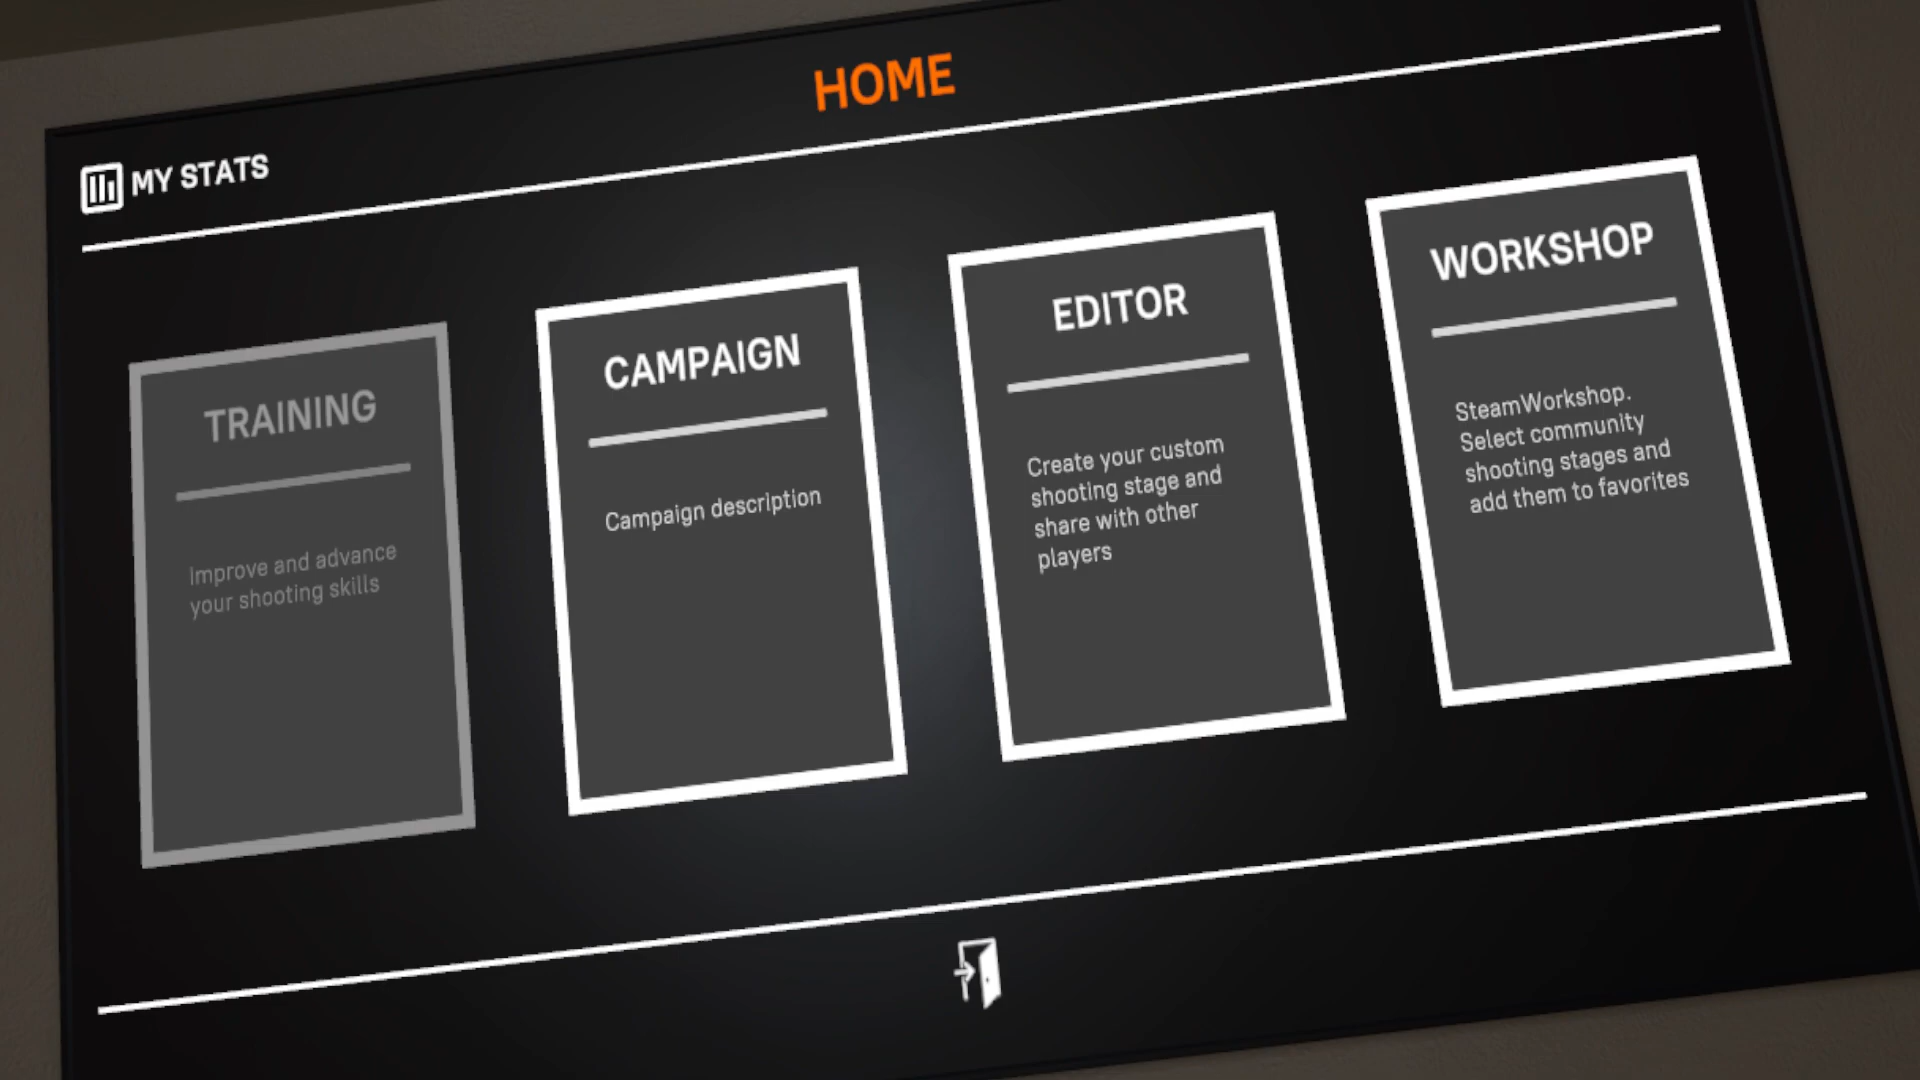 HOME
MY STATS
TRAINING
Improve and advance
your shooting skills
CAMPAIGN
Campaign description
EDITOR
Create your custom
shooting stage and
share with other
players
WORKSHOP
SteamWorkshop.
Select community
shooting stages and
add them to favorites